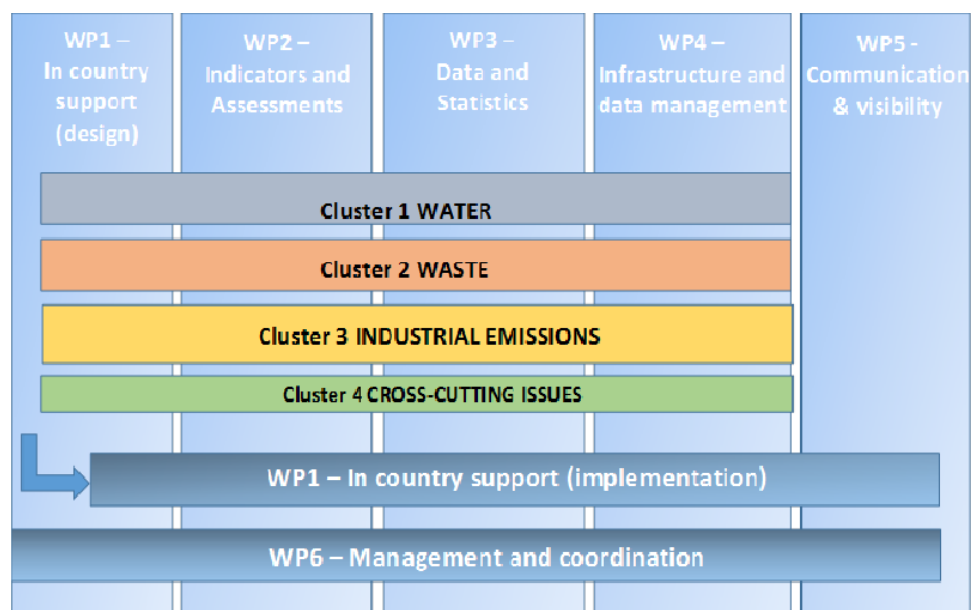 WP1 –
In country
support
(design)
WP2 –
Indicators and
Assessments
WP3 –
Data and
Statistics
WP4 –
Infrastructure and
data management
WP5 -
Communication
& visibility
Cluster 1 WATER
Cluster 2 WASTE
Cluster 3 INDUSTRIAL EMISSIONS
Cluster 4 CROSS-CUTTING ISSUES
WP1 – In country support (implementation)
WP6 – Management and coordination